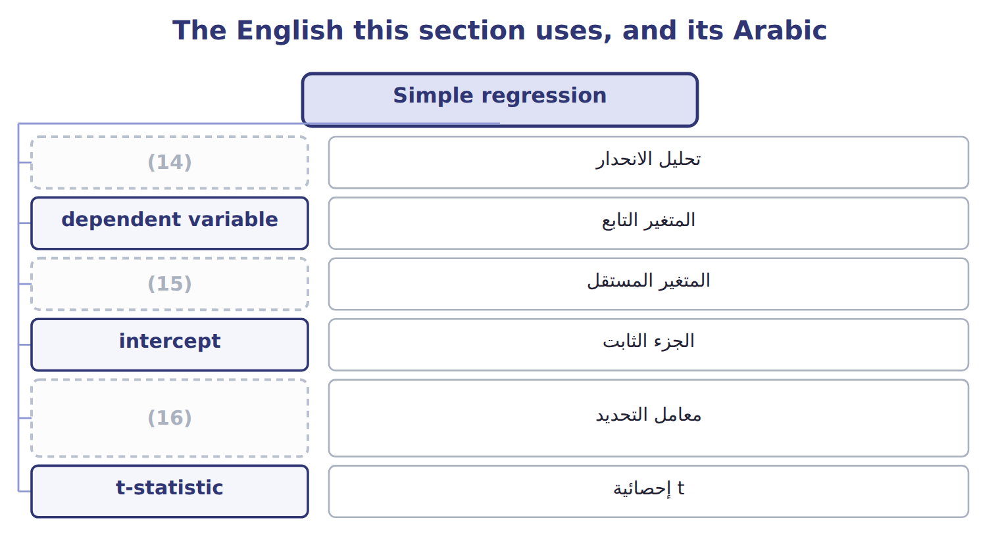 The English this section uses, and its Arabic
Simple regression
(14)
تحليل الانحدار
dependent variable
المتغير التابع
(15)
المتغير المستقل
intercept
الجزء الثابت
(16)
معامل التحديد
t-statistic
إحصائية t